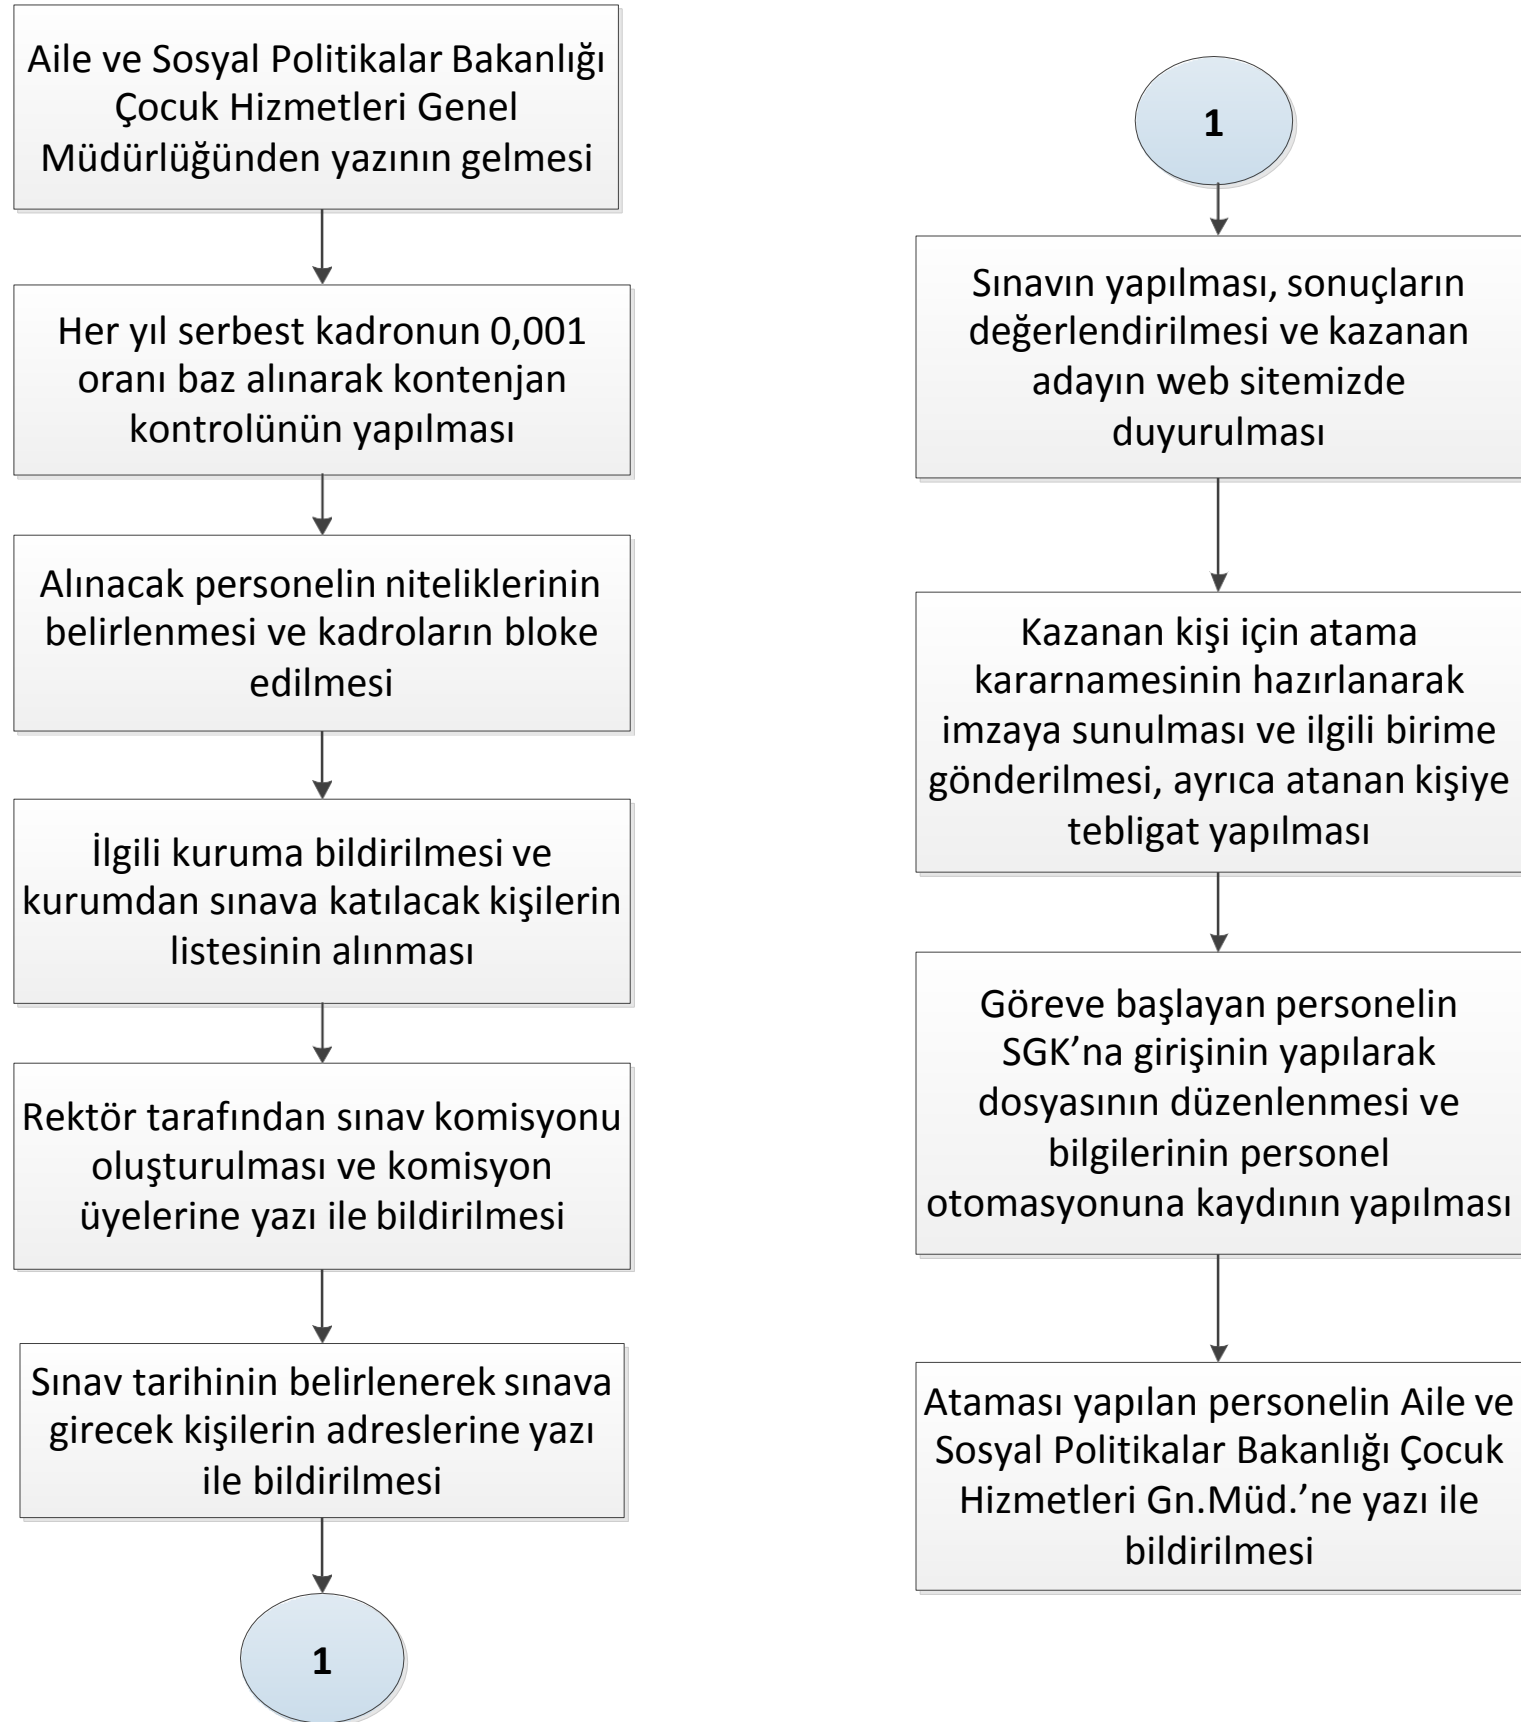 Aile ve Sosyal Politikalar Bakanlığı
Çocuk Hizmetleri Genel
Müdürlüğünden yazının gelmesi
Her yıl serbest kadronun 0,001
oranı baz alınarak kontenjan
kontrolünün yapılması
Alınacak personelin niteliklerinin
belirlenmesi ve kadroların bloke
edilmesi
İlgili kuruma bildirilmesi ve
kurumdan sınava katılacak kişilerin
listesinin alınması
Rektör tarafından sınav komisyonu
oluşturulması ve komisyon
üyelerine yazı ile bildirilmesi
Sınav tarihinin belirlenerek sınava
girecek kişilerin adreslerine yazı
ile bildirilmesi
1
1
Sınavın yapılması, sonuçların
değerlendirilmesi ve kazanan
adayın web sitemizde
duyurulması
Kazanan kişi için atama
kararnamesinin hazırlanarak
imzaya sunulması ve ilgili birime
gönderilmesi, ayrıca atanan kişiye
tebligat yapılması
Göreve başlayan personelin
SGK’na girişinin yapılarak
dosyasının düzenlenmesi ve
bilgilerinin personel
otomasyonuna kaydının yapılması
Ataması yapılan personelin Aile ve
Sosyal Politikalar Bakanlığı Çocuk
Hizmetleri Gn.Müd.’ne yazı ile
bildirilmesi